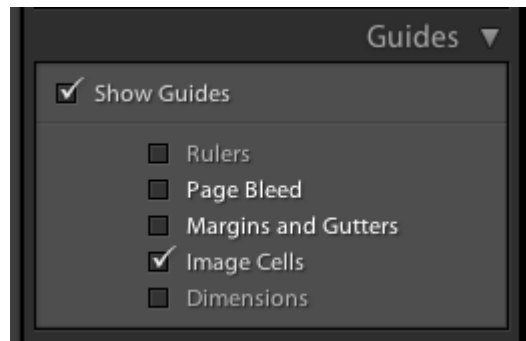 Guides
Show Guides
Rulers
Page Bleed
Margins and Gutters
Image Cells
Dimensions